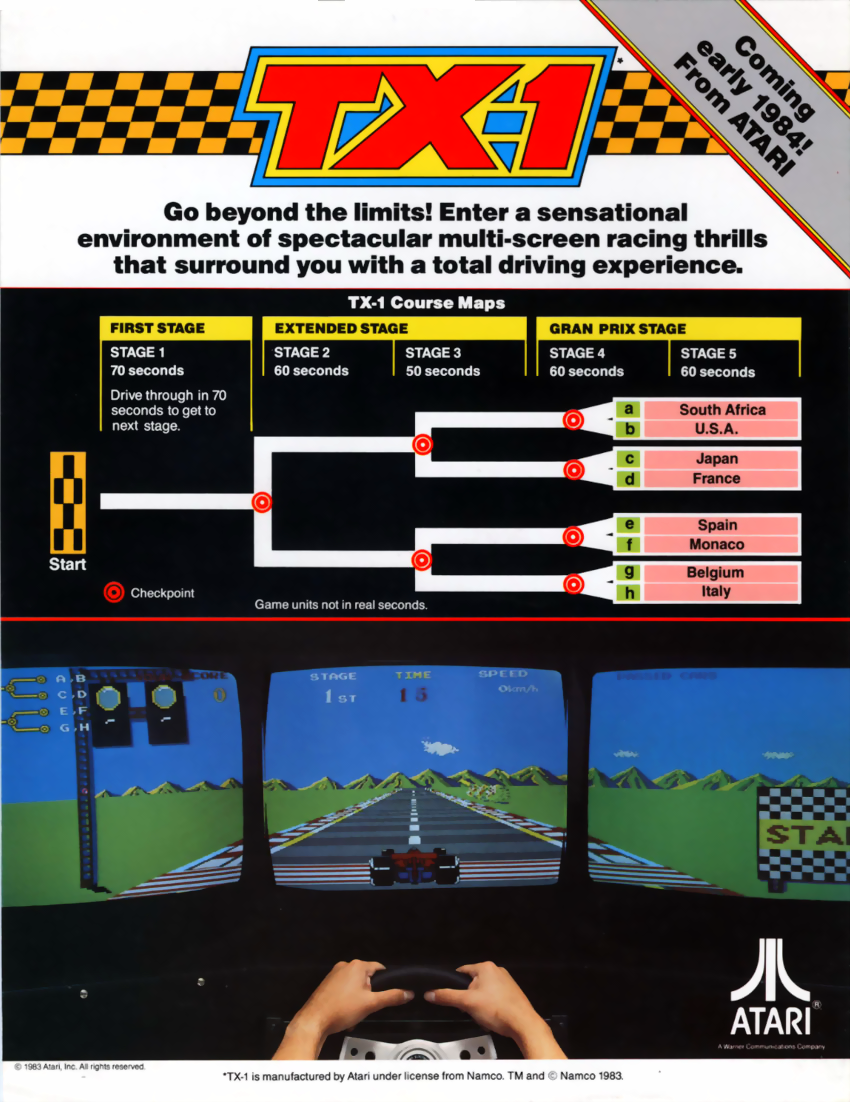 TX-1*
Coming
early 1984!
From ATARI
Go beyond the limits! Enter a sensational
environment of spectacular multi-screen racing thrills
that surround you with a total driving experience.
TX-1 Course Maps
FIRST STAGE
STAGE 1
70 seconds
Drive through in 70
seconds to get to
next stage.
EXTENDED STAGE
STAGE 2
60 seconds
STAGE 3
50 seconds
GRAN PRIX STAGE
STAGE 4
60 seconds
STAGE 5
60 seconds
a South Africa
b U.S.A.
c Japan
d France
e Spain
f Monaco
g Belgium
h Italy
Start
Checkpoint
Game units not in real seconds.
A,B
C,D
E,F
G,H
0
STAGE TIME SPEED
1ST 15 0km/h
PASSED CARS
STA
ATARI®
A Warner Communications Company
© 1983 Atari, Inc. All rights reserved.
*TX-1 is manufactured by Atari under license from Namco. TM and © Namco 1983.